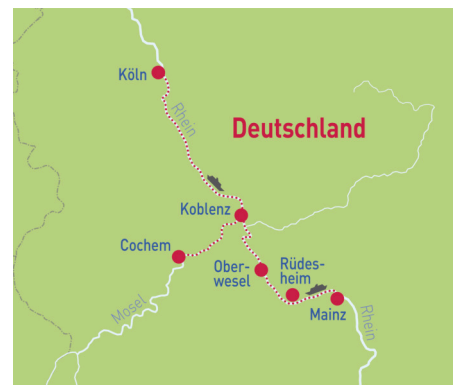 Köln
Rhein
Deutschland
Koblenz
Cochem
Ober-
wesel
Rüdes-
heim
Mosel
Mainz
Rhein